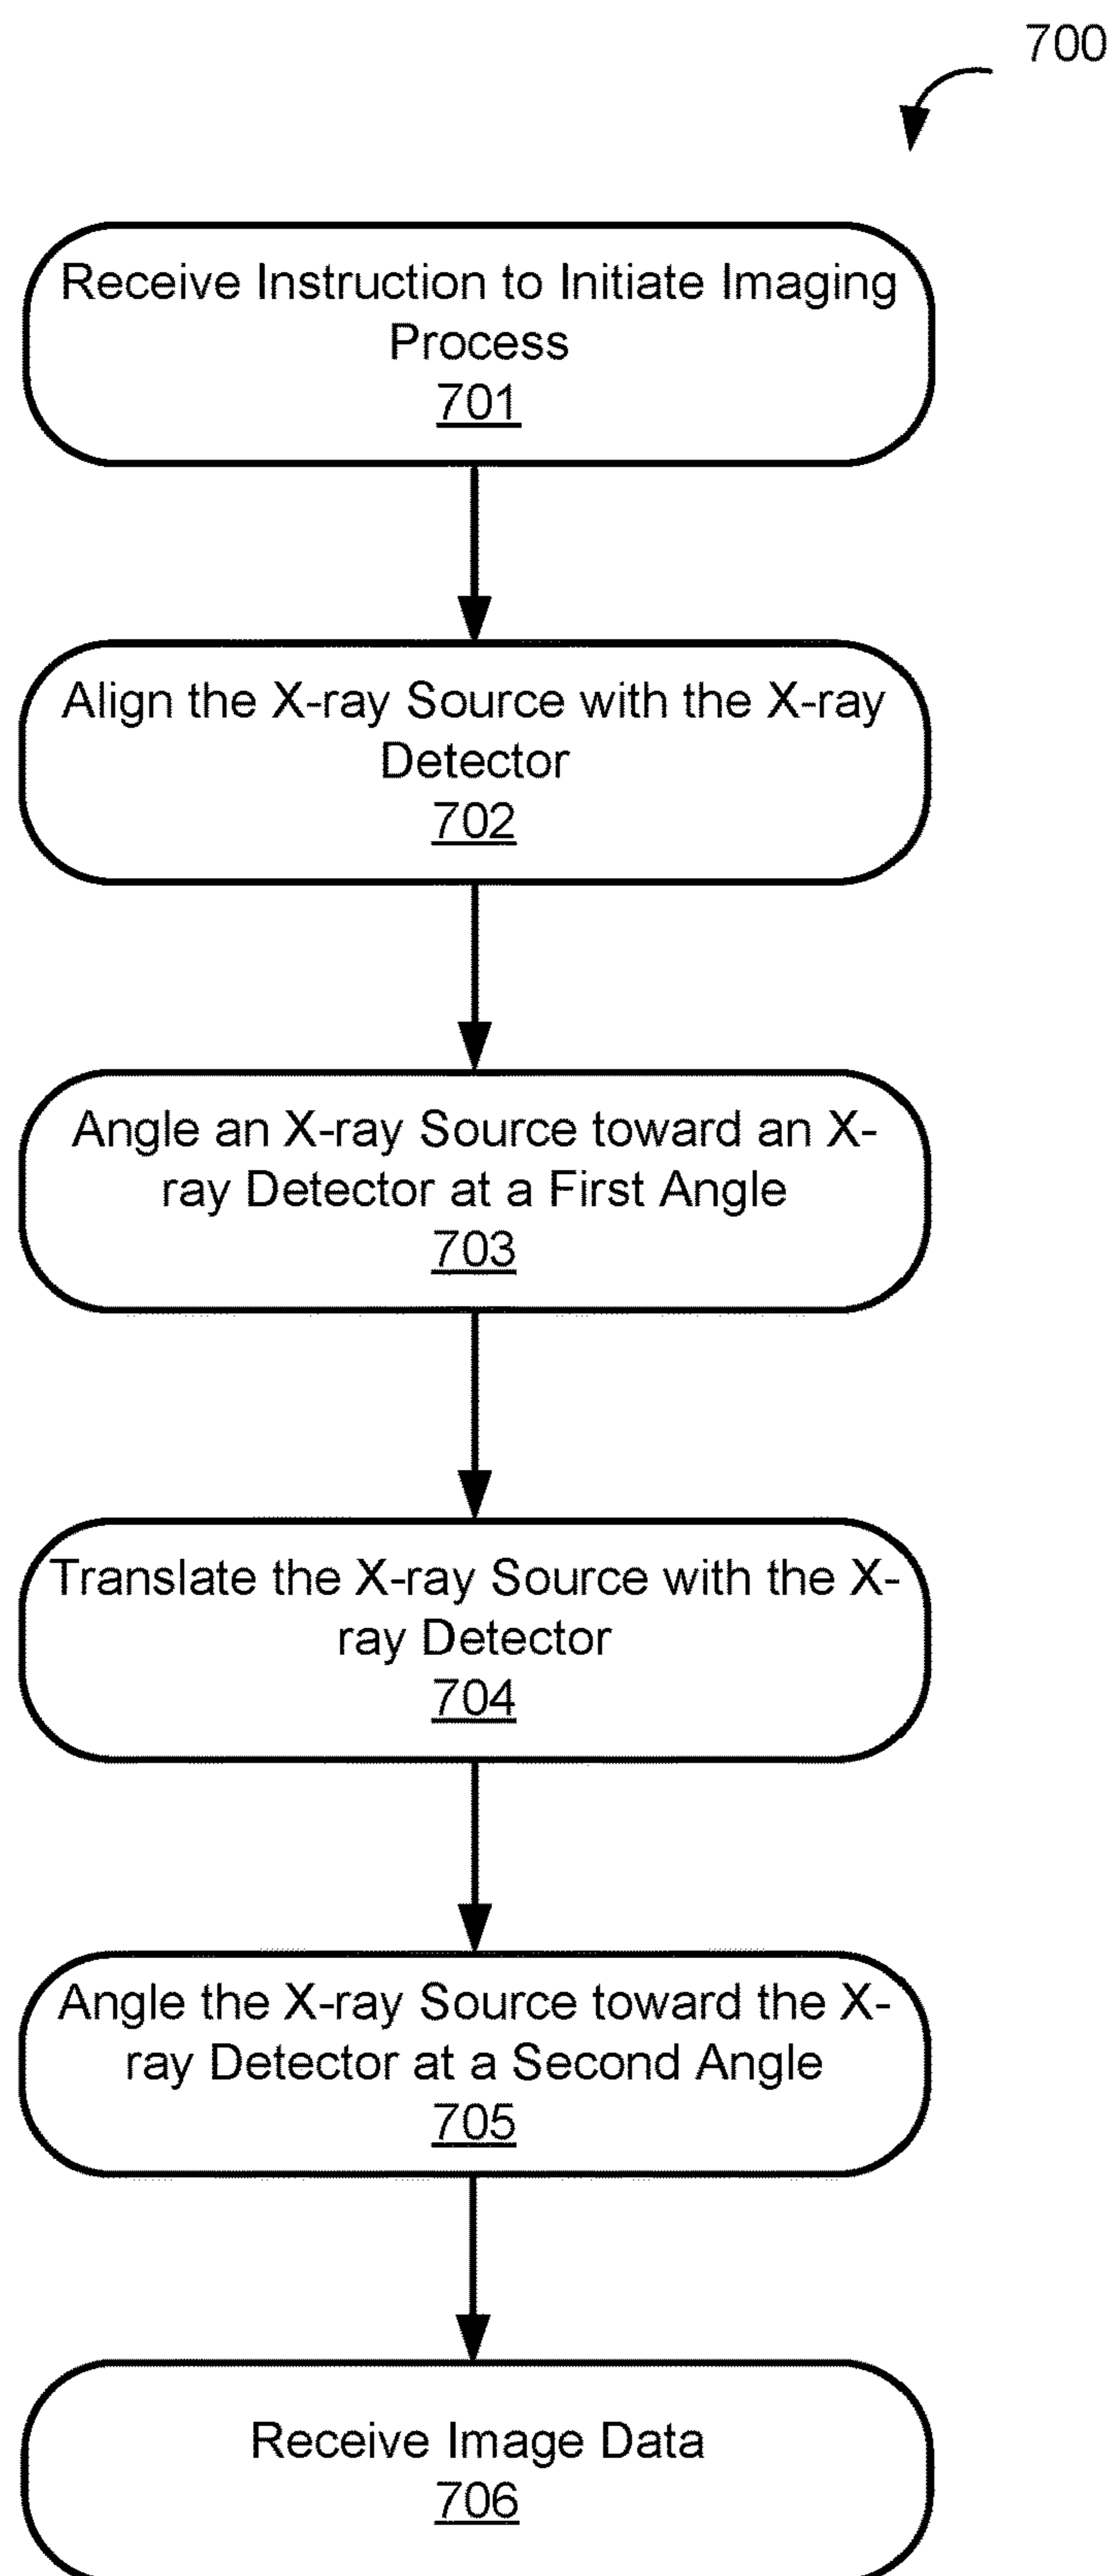 700
Receive Instruction to Initiate Imaging
Process
701
Align the X-ray Source with the X-ray
Detector
702
Angle an X-ray Source toward an X-
ray Detector at a First Angle
703
Translate the X-ray Source with the X-
ray Detector
704
Angle the X-ray Source toward the X-
ray Detector at a Second Angle
705
Receive Image Data
706